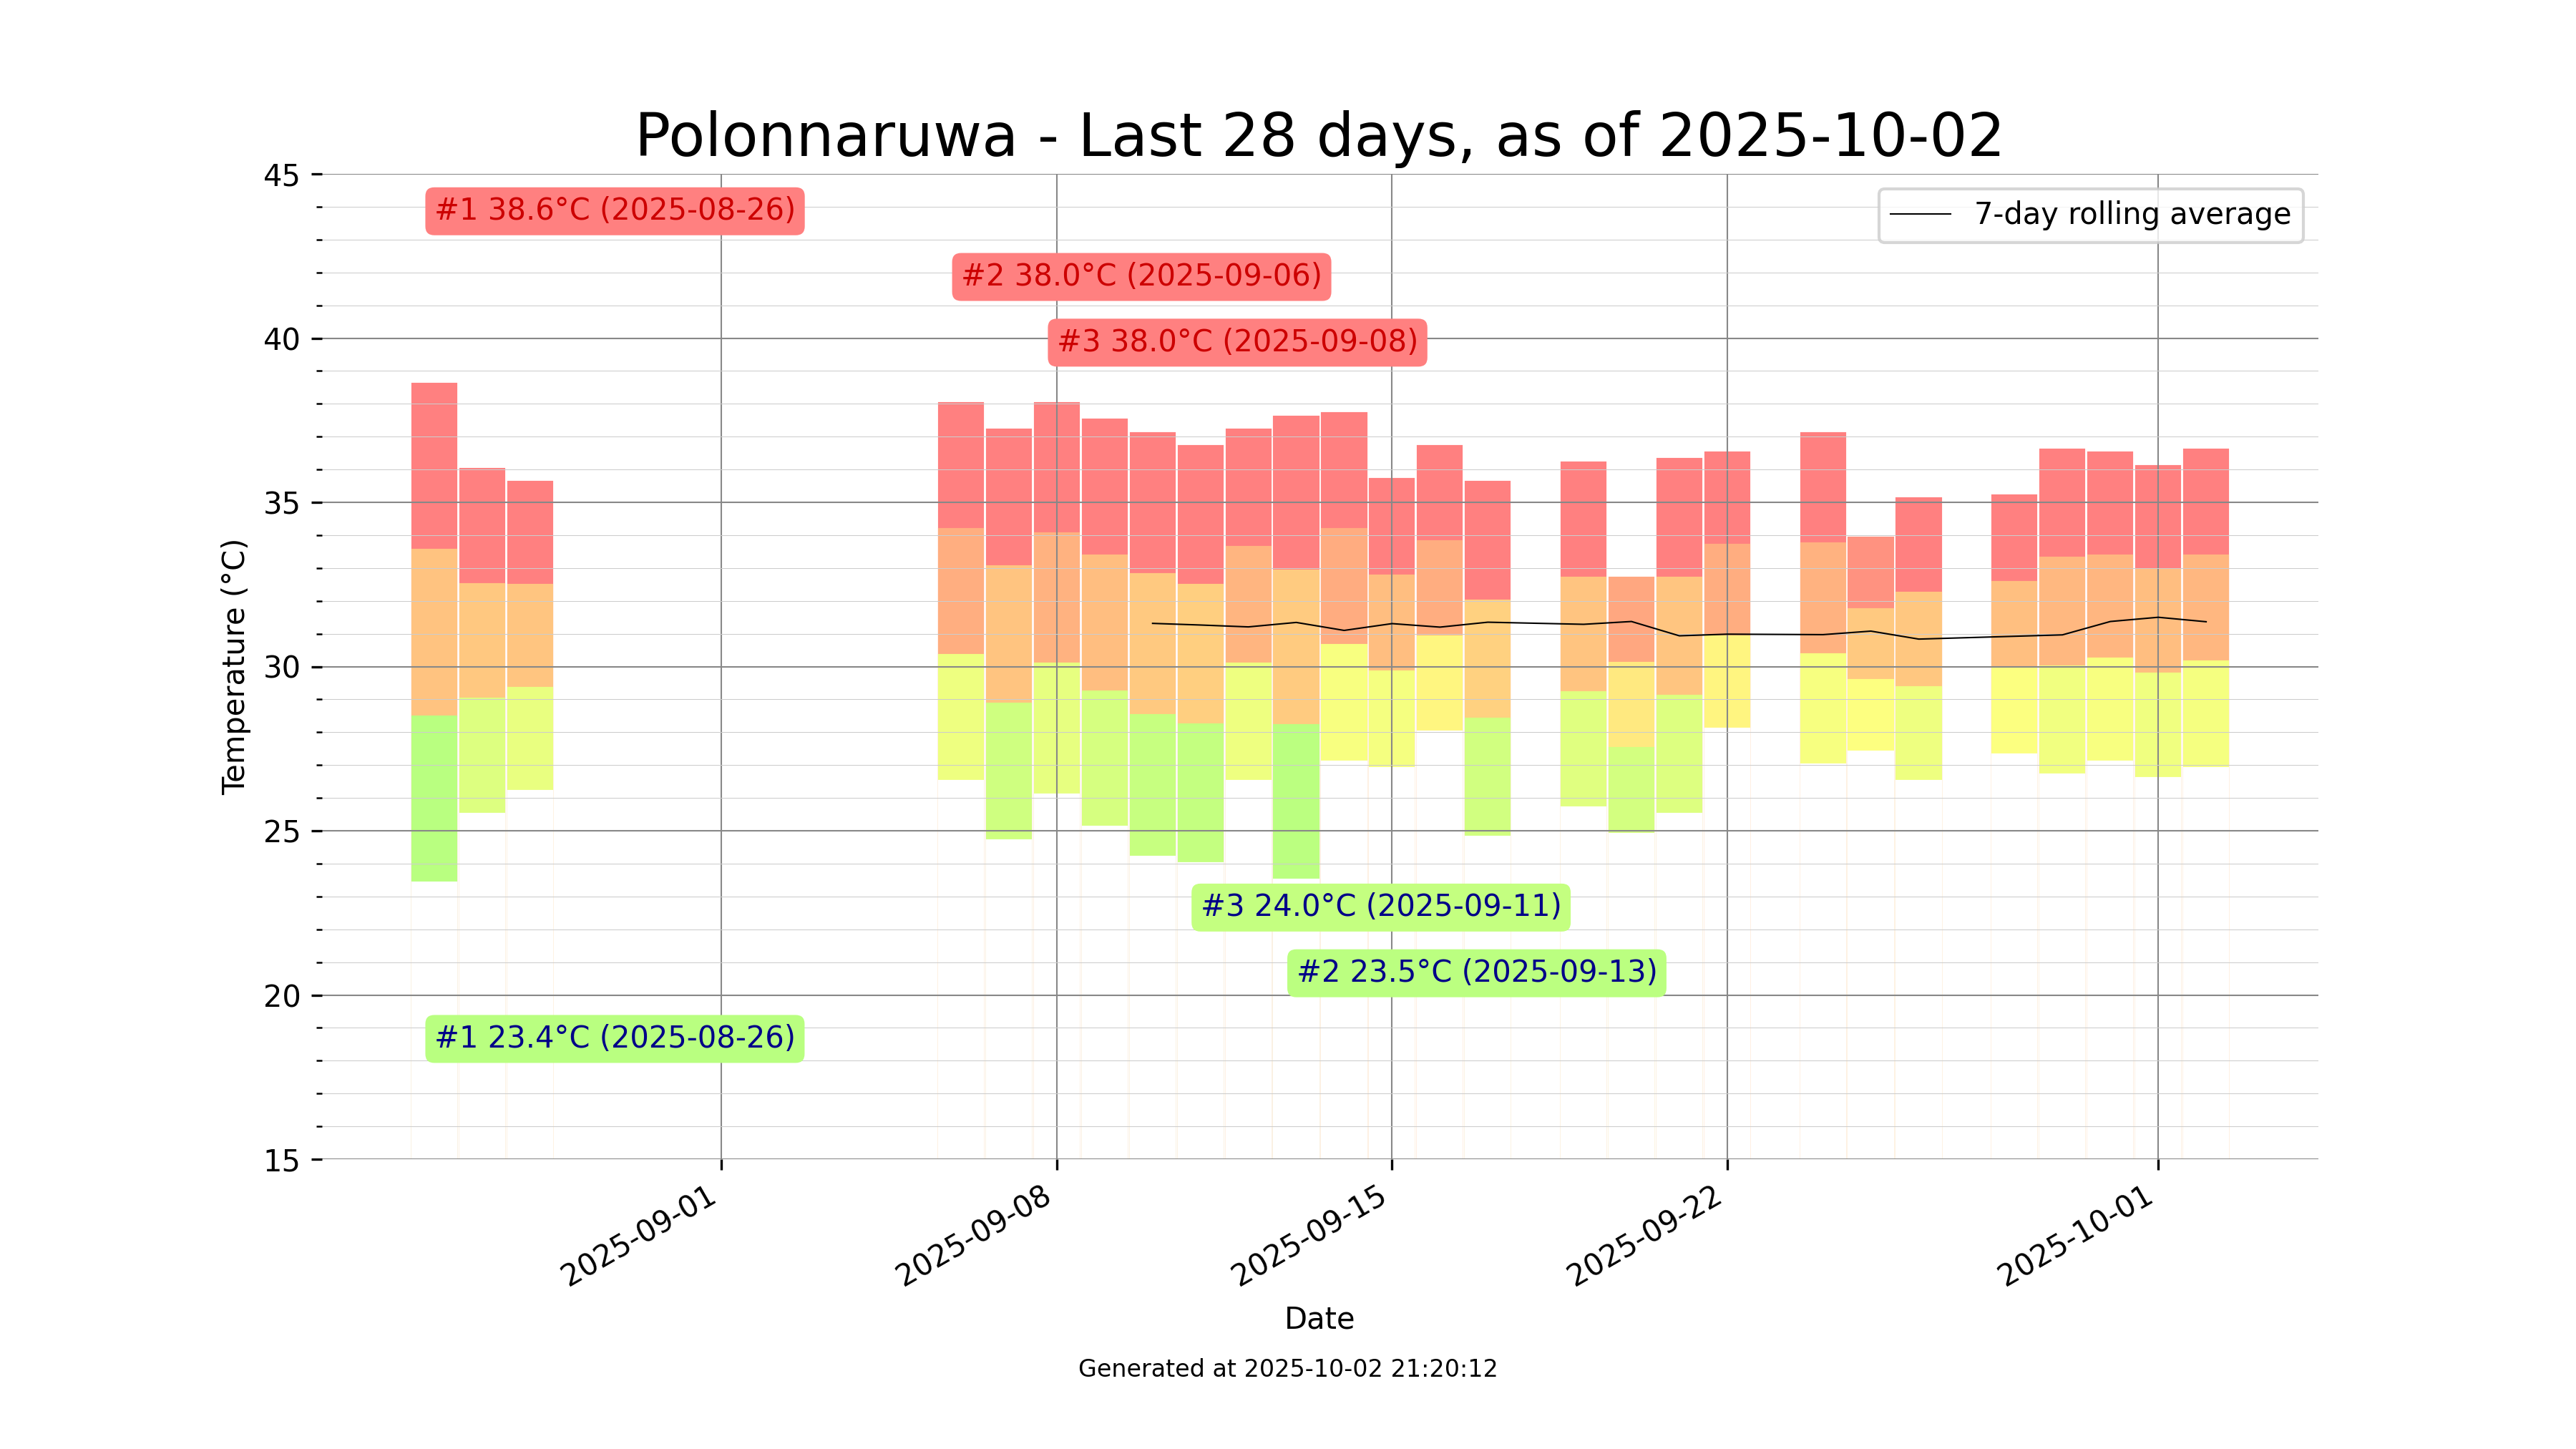 Polonnaruwa - Last 28 days, as of 2025-10-02
45
#1 38.6°C (2025-08-26)
7-day rolling average
#2 38.0°C (2025-09-06)
40
#3 38.0°C (2025-09-08)
35
Temperature (°C)
30
25
#3 24.0°C (2025-09-11)
#2 23.5°C (2025-09-13)
20
#1 23.4°C (2025-08-26)
15
2025-09-01
2025-09-08
2025-09-15
2025-09-22
2025-10-01
Date
Generated at 2025-10-02 21:20:12